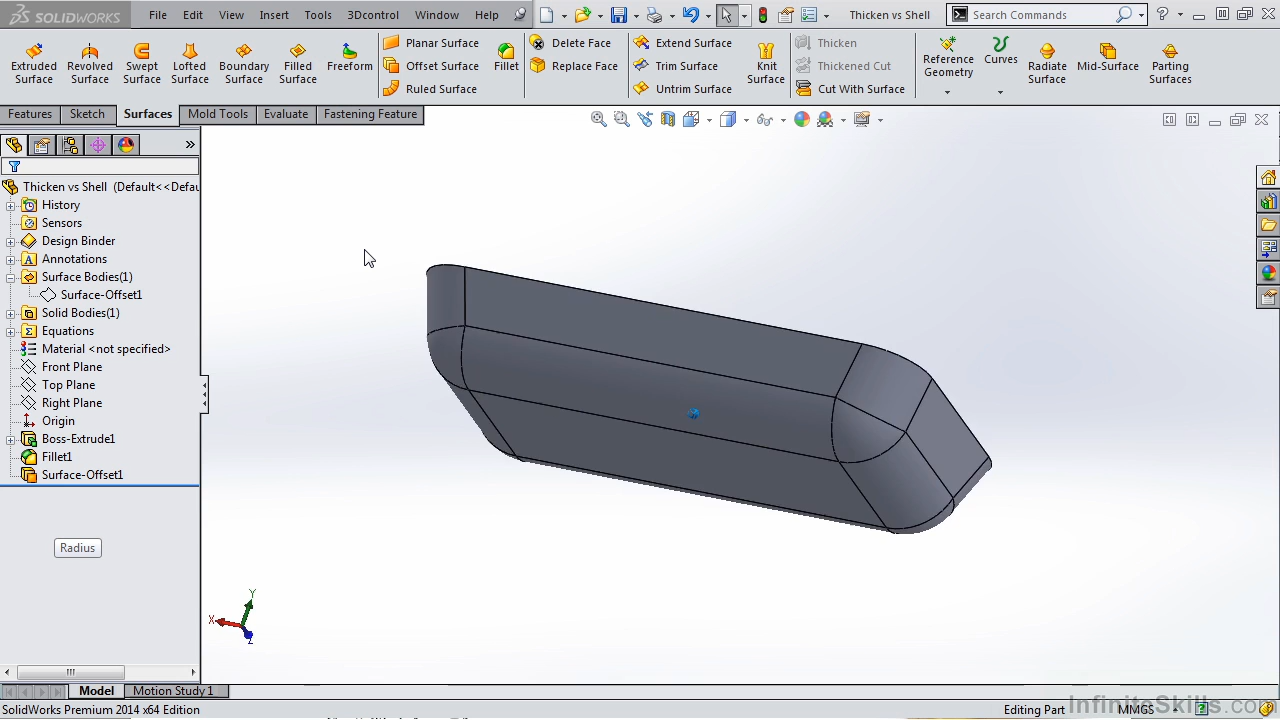 SOLIDWORKS File Edit View Insert Tools 3Dcontrol Window Help Thicken vs Shell Search Commands
Extruded Surface
Revolved Surface
Swept Surface
Lofted Surface
Boundary Surface
Filled Surface
Freeform
Planar Surface
Offset Surface
Ruled Surface
Fillet
Delete Face
Replace Face
Extend Surface
Trim Surface
Untrim Surface
Knit Surface
Thicken
Thickened Cut
Cut With Surface
Reference Geometry
Curves
Radiate Surface
Mid-Surface
Parting Surfaces
Features Sketch Surfaces Mold Tools Evaluate Fastening Feature
Thicken vs Shell (Default<<Defau
History
Sensors
Design Binder
Annotations
Surface Bodies(1)
Surface-Offset1
Solid Bodies(1)
Equations
Material <not specified>
Front Plane
Top Plane
Right Plane
Origin
Boss-Extrude1
Fillet1
Surface-Offset1
Radius
Y
X
Z
Model Motion Study 1
SolidWorks Premium 2014 x64 Edition Editing Part MMGS
InfiniteSkills.com